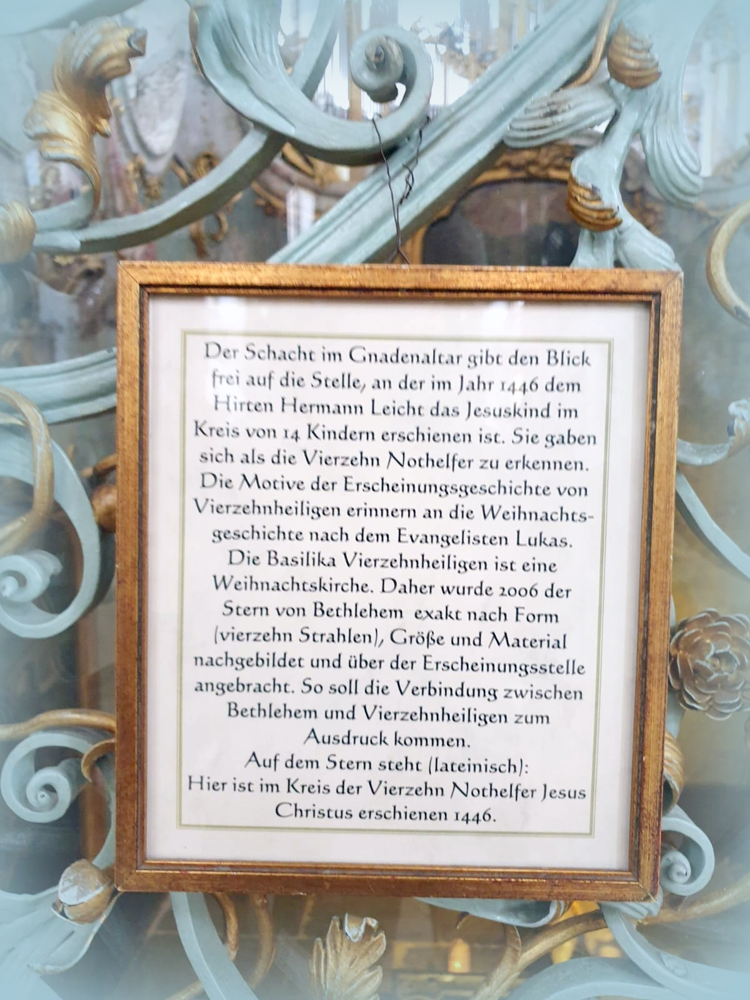 Der Schacht im Gnadenaltar gibt den Blick
frei auf die Stelle, an der im Jahr 1446 dem
Hirten Hermann Leicht das Jesuskind im
Kreis von 14 Kindern erschienen ist. Sie gaben
sich als die Vierzehn Nothelfer zu erkennen.
Die Motive der Erscheinungsgeschichte von
Vierzehnheiligen erinnern an die Weihnachts-
geschichte nach dem Evangelisten Lukas.
Die Basilika Vierzehnheiligen ist eine
Weihnachtskirche. Daher wurde 2006 der
Stern von Bethlehem exakt nach Form
(vierzehn Strahlen), Größe und Material
nachgebildet und über der Erscheinungsstelle
angebracht. So soll die Verbindung zwischen
Bethlehem und Vierzehnheiligen zum
Ausdruck kommen.
Auf dem Stern steht (lateinisch):
Hier ist im Kreis der Vierzehn Nothelfer Jesus
Christus erschienen 1446.